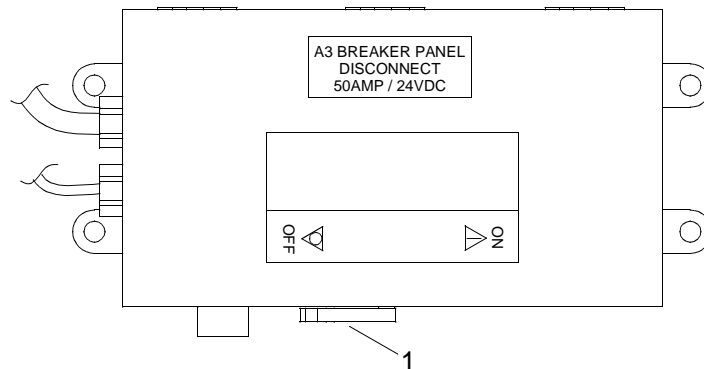 A3 BREAKER PANEL
DISCONNECT
50AMP / 24VDC
OFF
ON
1